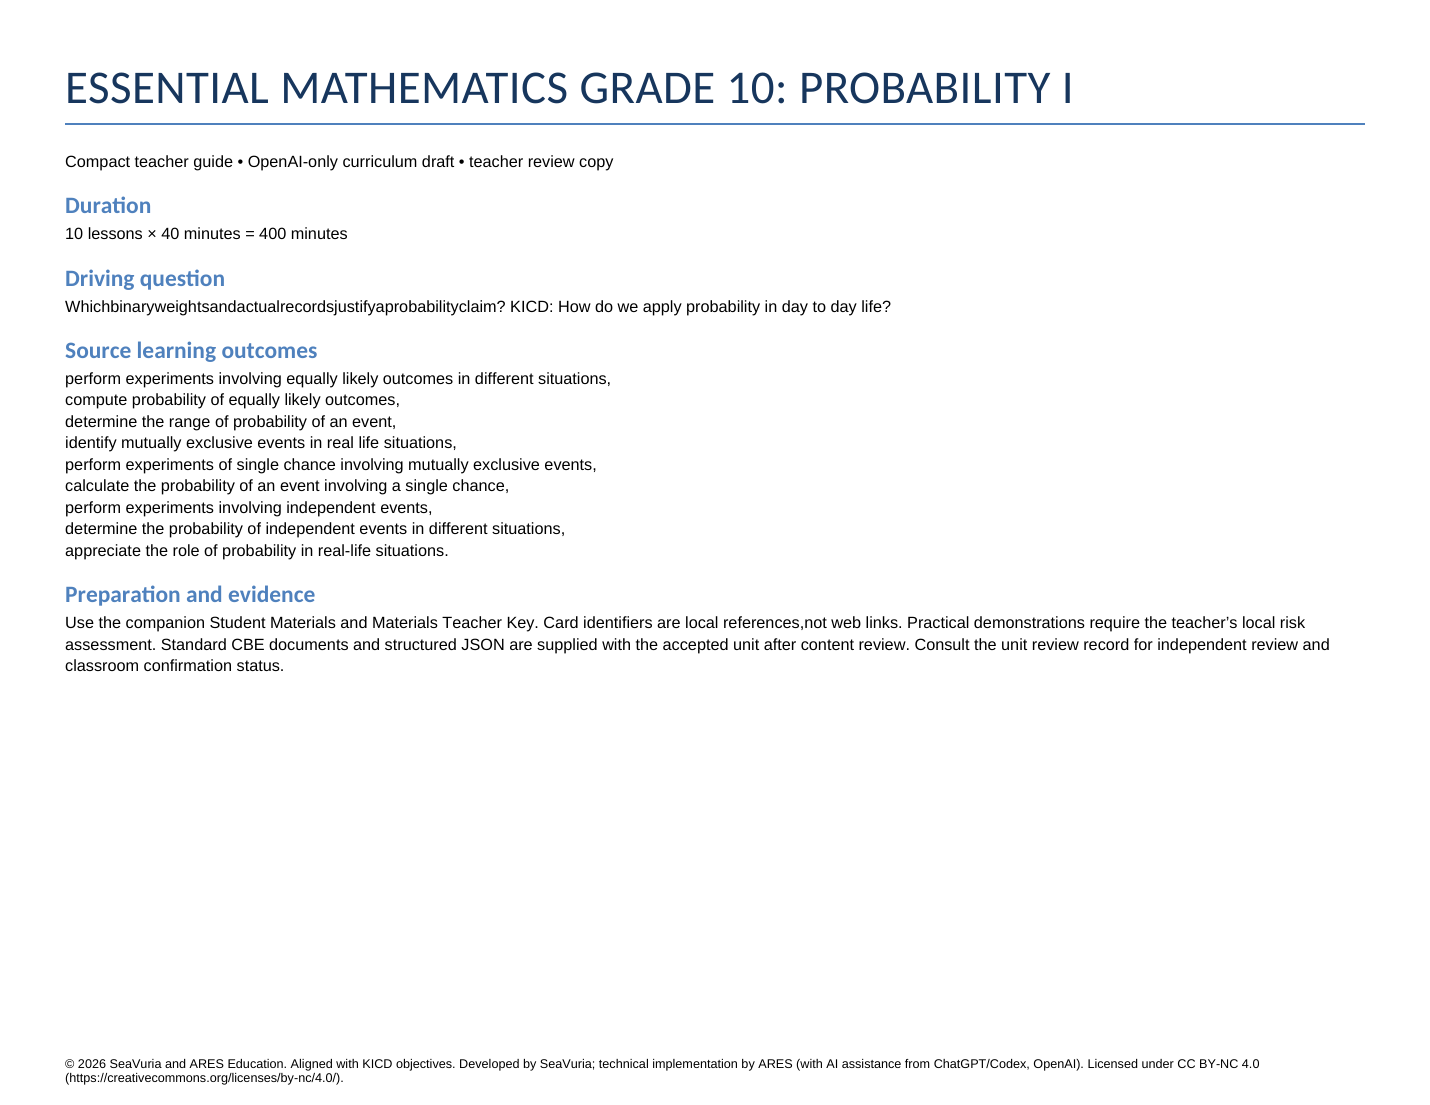 ESSENTIAL MATHEMATICS GRADE 10: PROBABILITY I
Compact teacher guide • OpenAI-only curriculum draft • teacher review copy
Duration
10 lessons × 40 minutes = 400 minutes
Driving question
Whichbinaryweightsandactualrecordsjustifyaprobabilityclaim? KICD: How do we apply probability in day to day life?
Source learning outcomes
perform experiments involving equally likely outcomes in different situations,
compute probability of equally likely outcomes,
determine the range of probability of an event,
identify mutually exclusive events in real life situations,
perform experiments of single chance involving mutually exclusive events,
calculate the probability of an event involving a single chance,
perform experiments involving independent events,
determine the probability of independent events in different situations,
appreciate the role of probability in real-life situations.
Preparation and evidence
Use the companion Student Materials and Materials Teacher Key. Card identifiers are local references,not web links. Practical demonstrations require the teacher’s local risk
assessment. Standard CBE documents and structured JSON are supplied with the accepted unit after content review. Consult the unit review record for independent review and
classroom confirmation status.
© 2026 SeaVuria and ARES Education. Aligned with KICD objectives. Developed by SeaVuria; technical implementation by ARES (with AI assistance from ChatGPT/Codex, OpenAI). Licensed under CC BY-NC 4.0
(https://creativecommons.org/licenses/by-nc/4.0/).